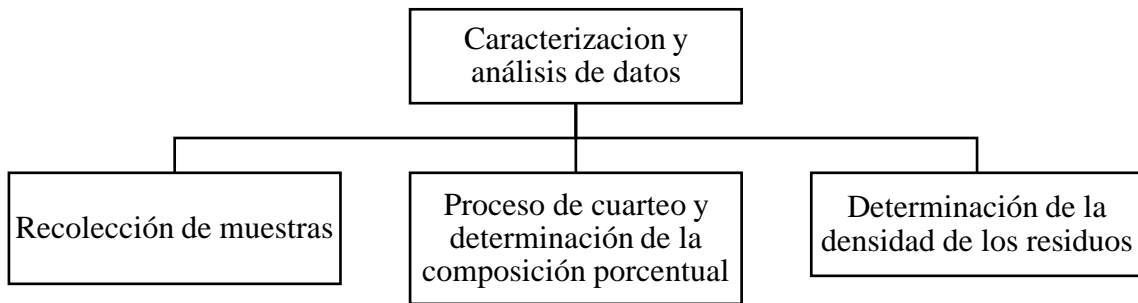 Caracterizacion y
análisis de datos
Recolección de muestras
Proceso de cuarteo y
determinación de la
composición porcentual
Determinación de la
densidad de los residuos